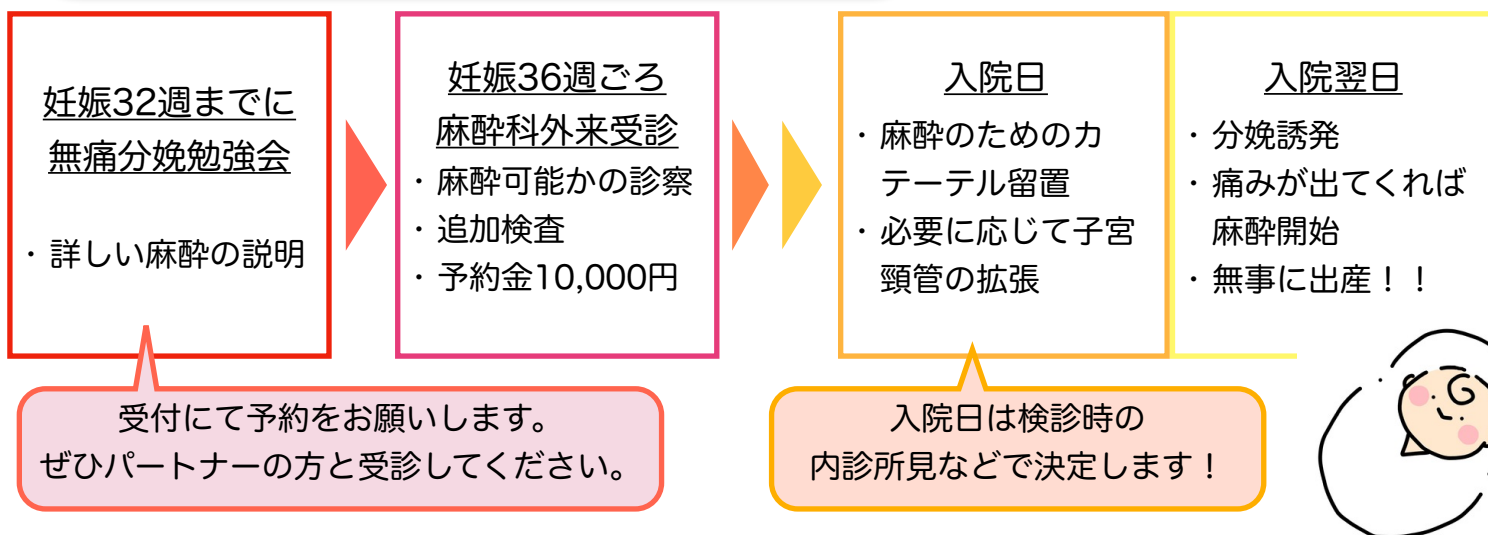 妊娠32週までに
無痛分娩勉強会
・詳しい麻酔の説明
受付にて予約をお願いします。
ぜひパートナーの方と受診してください。
妊娠36週ごろ
麻酔科外来受診
・麻酔可能かの診察
・追加検査
・予約金10,000円
入院日
・麻酔のためのカ
テーテル留置
・必要に応じて子宮
頸管の拡張
入院日は検診時の
内診所見などで決定します！
入院翌日
・分娩誘発
・痛みが出てくれば
麻酔開始
・無事に出産！！